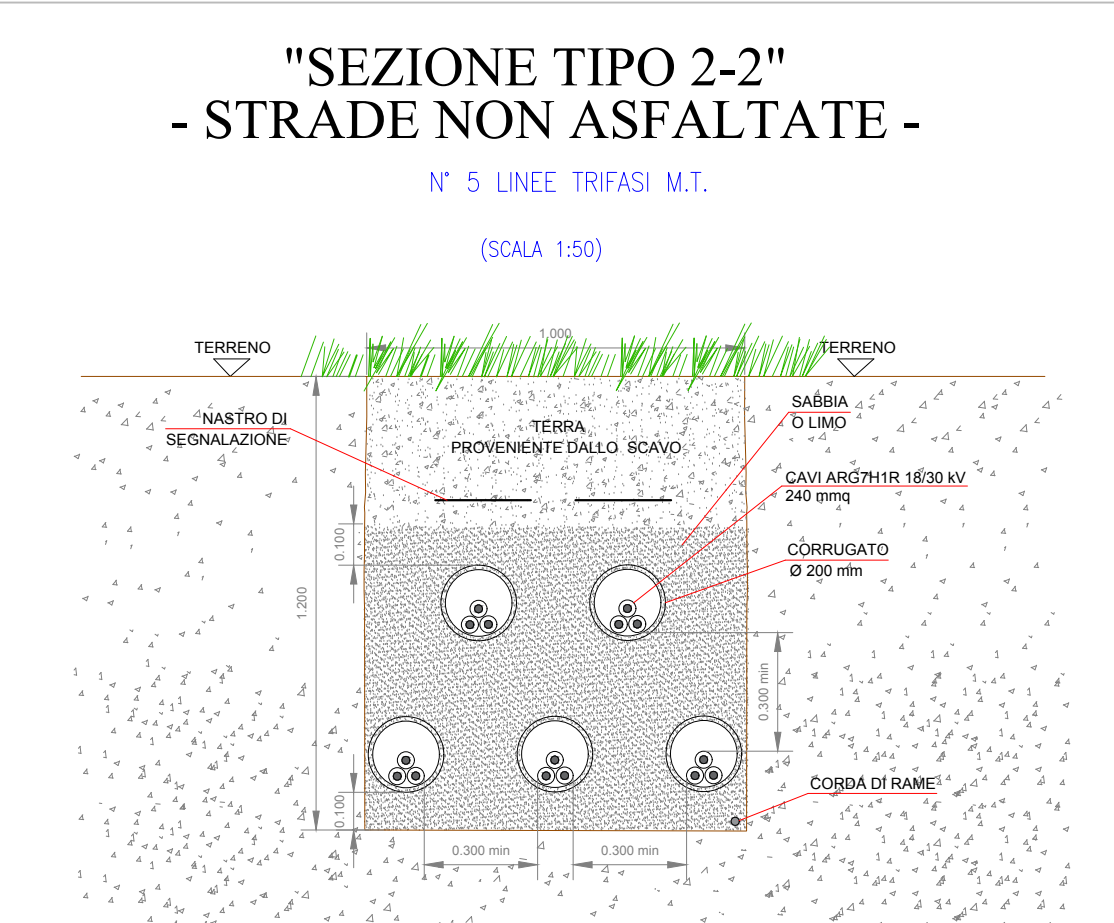 "SEZIONE TIPO 2-2"
- STRADE NON ASFALTATE -
N° 5 LINEE TRIFASI M.T.
(SCALA 1:50)
1.000
TERRENO
TERRENO
NASTRO DI
SEGNALAZIONE
TERRA
PROVENIENTE DALLO SCAVO
SABBIA
O LIMO
CAVI ARG7H1R 18/30 kV
240 mmq
0.100
CORRUGATO
Ø 200 mm
1.200
0.300 min
CORDA DI RAME
0.100
0.300 min
0.300 min